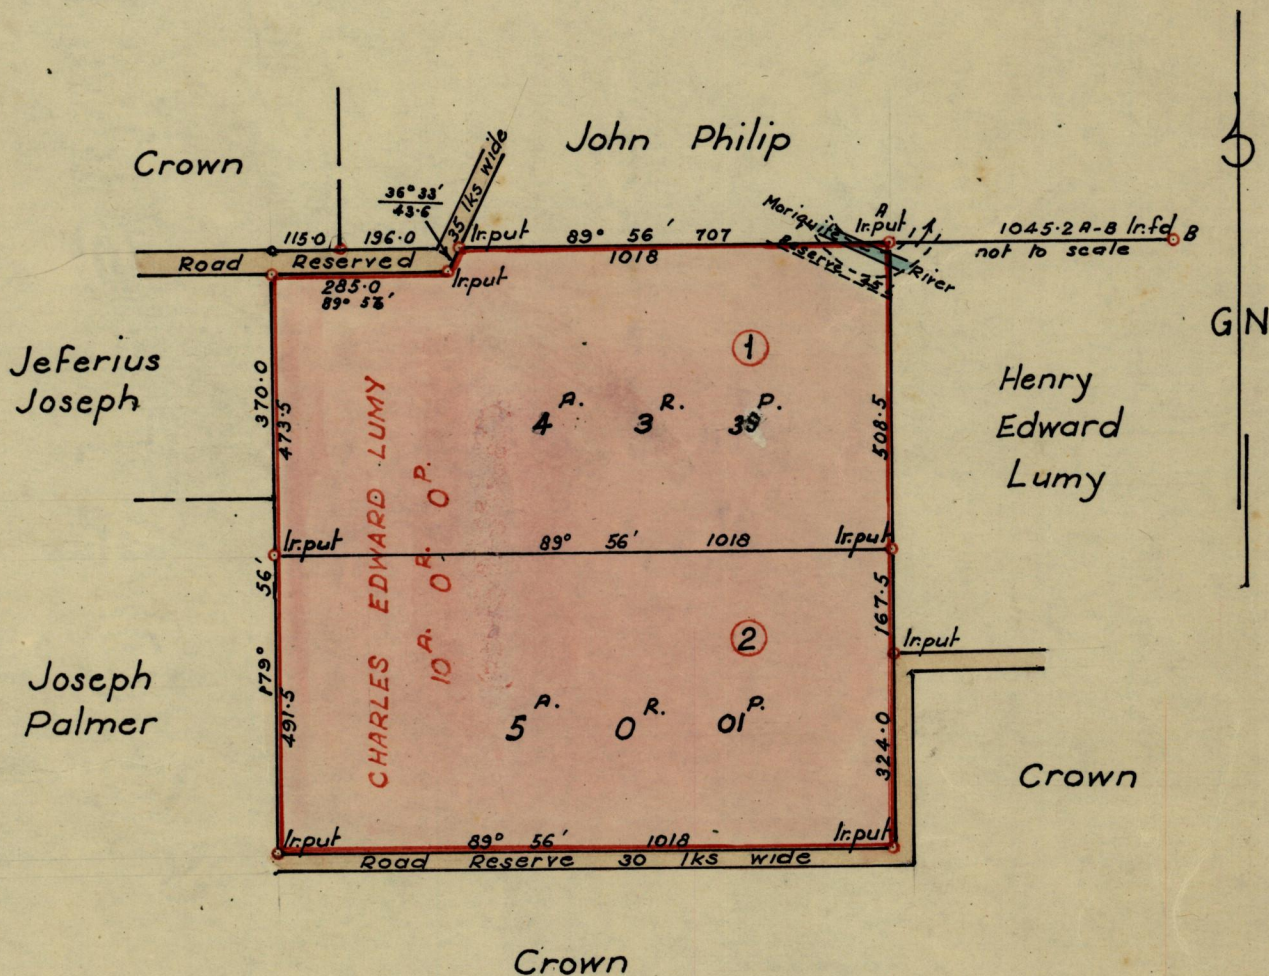 John Philip
Crown
35 lks wide
36° 33'
43·6
115·0 196·0
Ir.put
89° 56' 707
1018
Moriquite
River
Reserve 35
A
Ir.put
1045·2 A-B Ir.fd
B
not to scale
Road Reserved
285·0
Ir.put
G N
Jeferius
Joseph
370·0
473·5
1
4 A. 3 R. P.
508·5
Henry
Edward
Lumy
CHARLES EDWARD LUMY
10 A. 0 R. 0 P.
Ir.put
89° 56' 1018
Ir.put
179° 56'
491·5
2
167·5
Ir.put
Joseph
Palmer
5 A. 0 R. 01 P.
324·0
Crown
Ir.put
89° 56' 1018
Ir.put
Road Reserve 30 lks wide
Crown